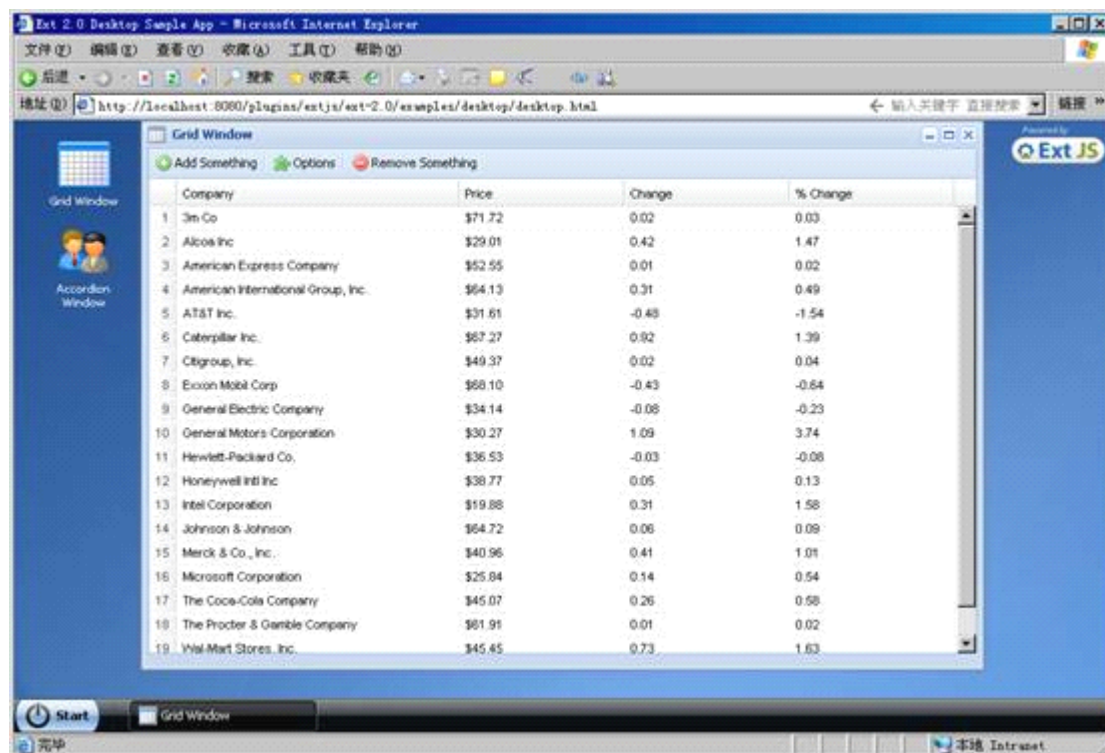 Ext 2.0 Desktop Sample App - Microsoft Internet Explorer
文件(F) 编辑(E) 查看(V) 收藏(A) 工具(T) 帮助(H)
后退 搜索 收藏夹
地址(D) http://localhost:8080/plugins/extjs/ext-2.0/examples/desktop/desktop.html 输入关键字 直接搜索 链接 »
Grid Window
Powered by
Ext JS
Add Something Options Remove Something
Company Price Change % Change
1 3m Co $71.72 0.02 0.03
2 Alcoa Inc $29.01 0.42 1.47
3 American Express Company $52.55 0.01 0.02
4 American International Group, Inc. $64.13 0.31 0.49
5 AT&T Inc. $31.61 -0.48 -1.54
6 Caterpillar Inc. $67.27 0.92 1.39
7 Citigroup, Inc. $49.37 0.02 0.04
8 Exxon Mobil Corp $68.10 -0.43 -0.64
9 General Electric Company $34.14 -0.08 -0.23
10 General Motors Corporation $30.27 1.09 3.74
11 Hewlett-Packard Co. $36.53 -0.03 -0.08
12 Honeywell Intl Inc $38.77 0.05 0.13
13 Intel Corporation $19.88 0.31 1.58
14 Johnson & Johnson $64.72 0.06 0.09
15 Merck & Co., Inc. $40.96 0.41 1.01
16 Microsoft Corporation $25.84 0.14 0.54
17 The Coca-Cola Company $45.07 0.26 0.58
18 The Procter & Gamble Company $61.91 0.01 0.02
19 Wal-Mart Stores, Inc. $45.45 0.73 1.63
Grid Window
Accordion
Window
Start Grid Window
完毕 本地 Intranet